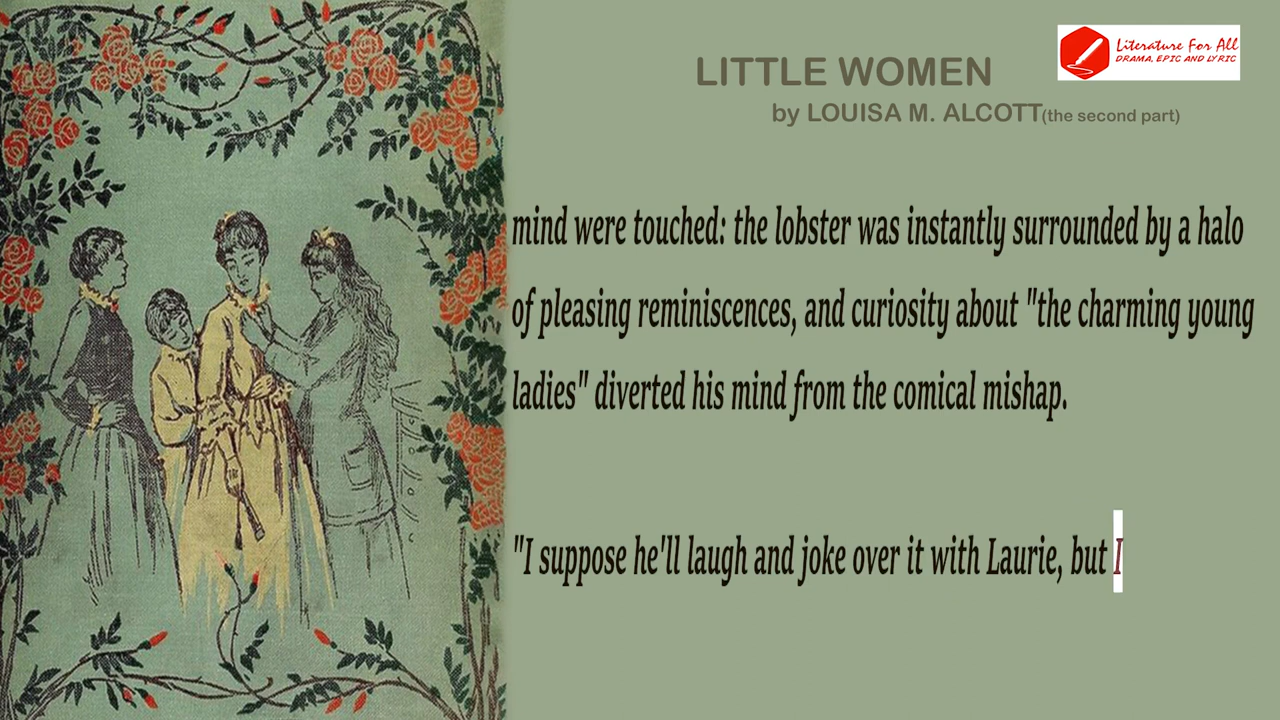 LITTLE WOMEN
by LOUISA M. ALCOTT(the second part)
Literature For All
DRAMA, EPIC AND LYRIC
mind were touched: the lobster was instantly surrounded by a halo
of pleasing reminiscences, and curiosity about "the charming young
ladies" diverted his mind from the comical mishap.
"I suppose he'll laugh and joke over it with Laurie, but I